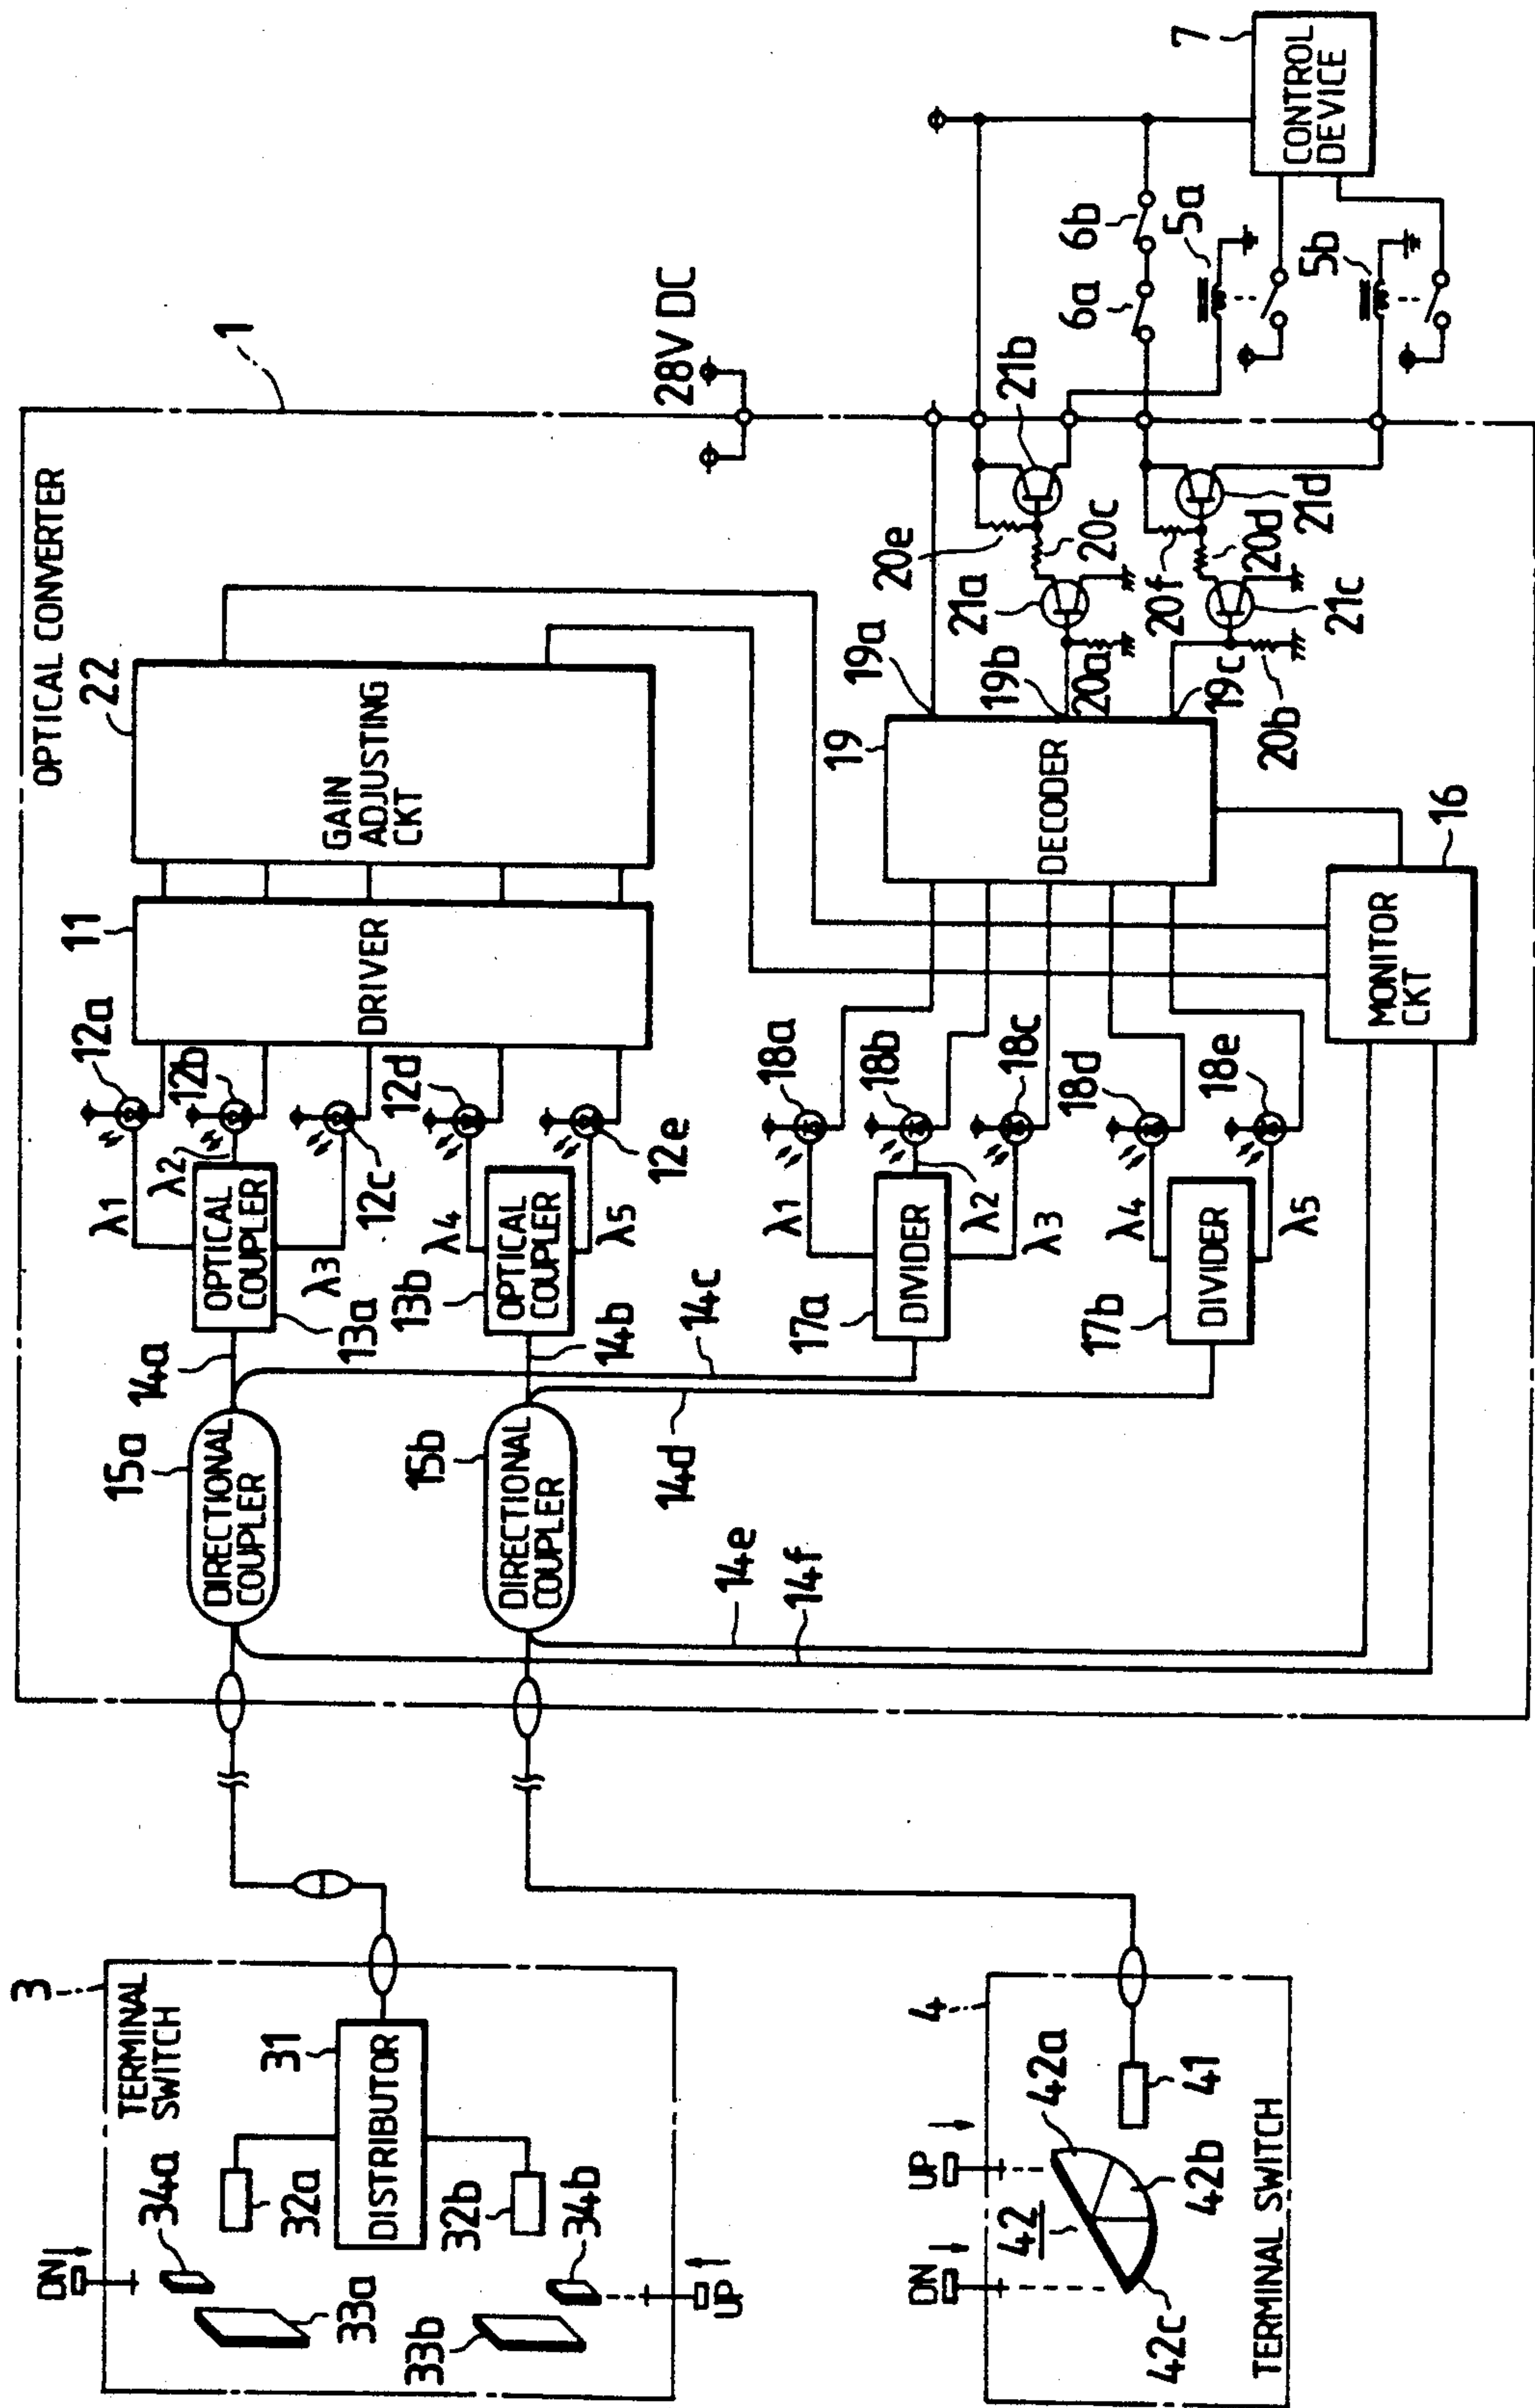 OPTICAL CONVERTER
1
22
GAIN
ADJUSTING
CKT
11
DRIVER
12a
12b
12c
12d
12e
λ1
λ2
λ3
λ4
λ5
OPTICAL
COUPLER
13a
OPTICAL
COUPLER
13b
14a
14b
14c
14d
14e
14f
15a
DIRECTIONAL
COUPLER
15b
DIRECTIONAL
COUPLER
28V DC
19a
19
DECODER
19b
19c
20a
20b
20c
20d
20e
20f
21a
21b
21c
21d
6a
6b
5a
5b
7
CONTROL
DEVICE
16
MONITOR
CKT
18a
18b
18c
18d
18e
λ1
λ2
λ3
λ4
λ5
17a
DIVIDER
17b
DIVIDER
3
TERMINAL
SWITCH
31
DISTRIBUTOR
32a
32b
33a
33b
34a
34b
DN
UP
4
TERMINAL SWITCH
41
42
42a
42b
42c
UP
DN